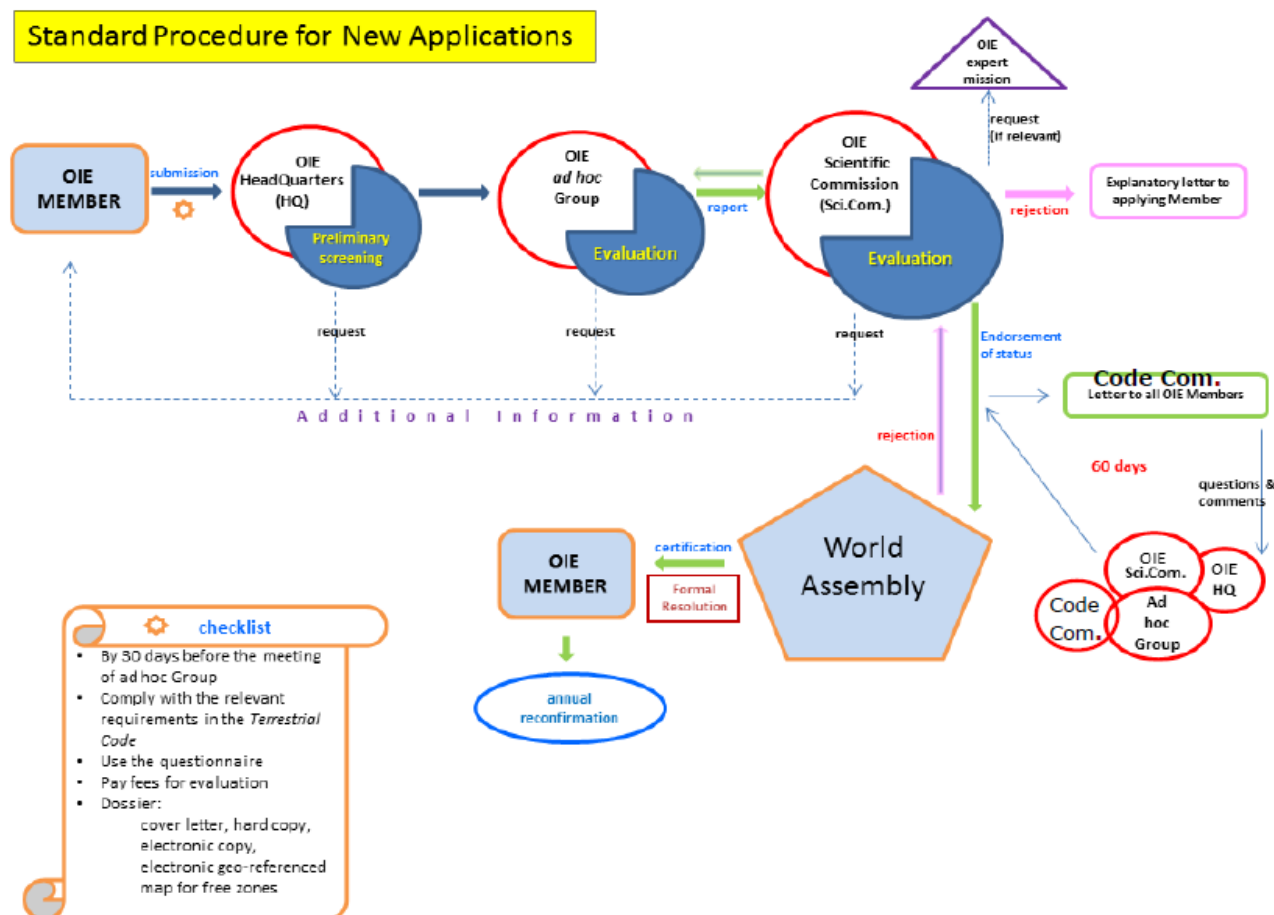 Standard Procedure for New Applications
OIE
expert
mission
request
(if relevant)
OIE
MEMBER
submission
OIE
HeadQuarters
(HQ)
Preliminary
screening
OIE
ad hoc
Group
Evaluation
report
OIE
Scientific
Commission
(Sci.Com.)
Evaluation
rejection
Explanatory letter to
applying Member
request
request
request
Additional Information
Endorsement
of status
Code Com.
Letter to all OIE Members
rejection
60 days
questions &
comments
World
Assembly
certification
Formal
Resolution
OIE
MEMBER
annual
reconfirmation
OIE
Sci.Com.
OIE
HQ
Code
Com.
Ad
hoc
Group
checklist
• By 30 days before the meeting
of ad hoc Group
• Comply with the relevant
requirements in the Terrestrial
Code
• Use the questionnaire
• Pay fees for evaluation
• Dossier:
cover letter, hard copy,
electronic copy,
electronic geo-referenced
map for free zones